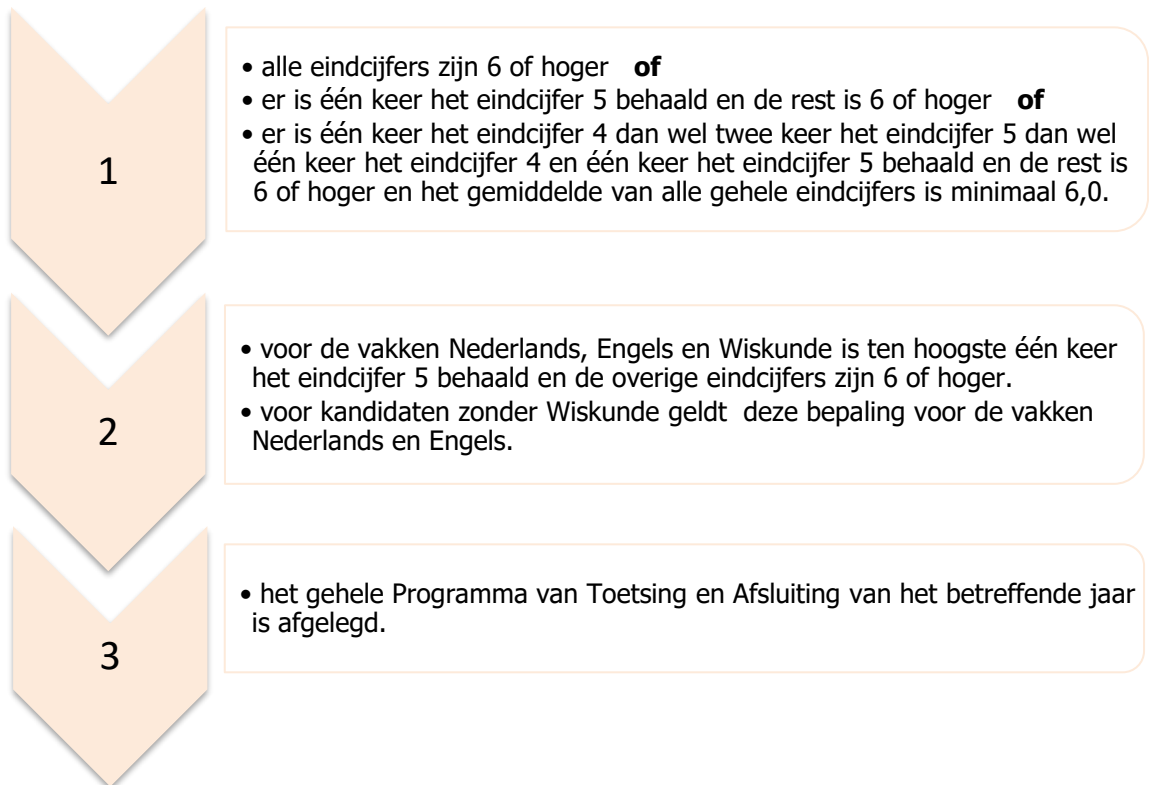 1
• alle eindcijfers zijn 6 of hoger of
• er is één keer het eindcijfer 5 behaald en de rest is 6 of hoger of
• er is één keer het eindcijfer 4 dan wel twee keer het eindcijfer 5 dan wel
één keer het eindcijfer 4 en één keer het eindcijfer 5 behaald en de rest is
6 of hoger en het gemiddelde van alle gehele eindcijfers is minimaal 6,0.
2
• voor de vakken Nederlands, Engels en Wiskunde is ten hoogste één keer
het eindcijfer 5 behaald en de overige eindcijfers zijn 6 of hoger.
• voor kandidaten zonder Wiskunde geldt deze bepaling voor de vakken
Nederlands en Engels.
3
• het gehele Programma van Toetsing en Afsluiting van het betreffende jaar
is afgelegd.